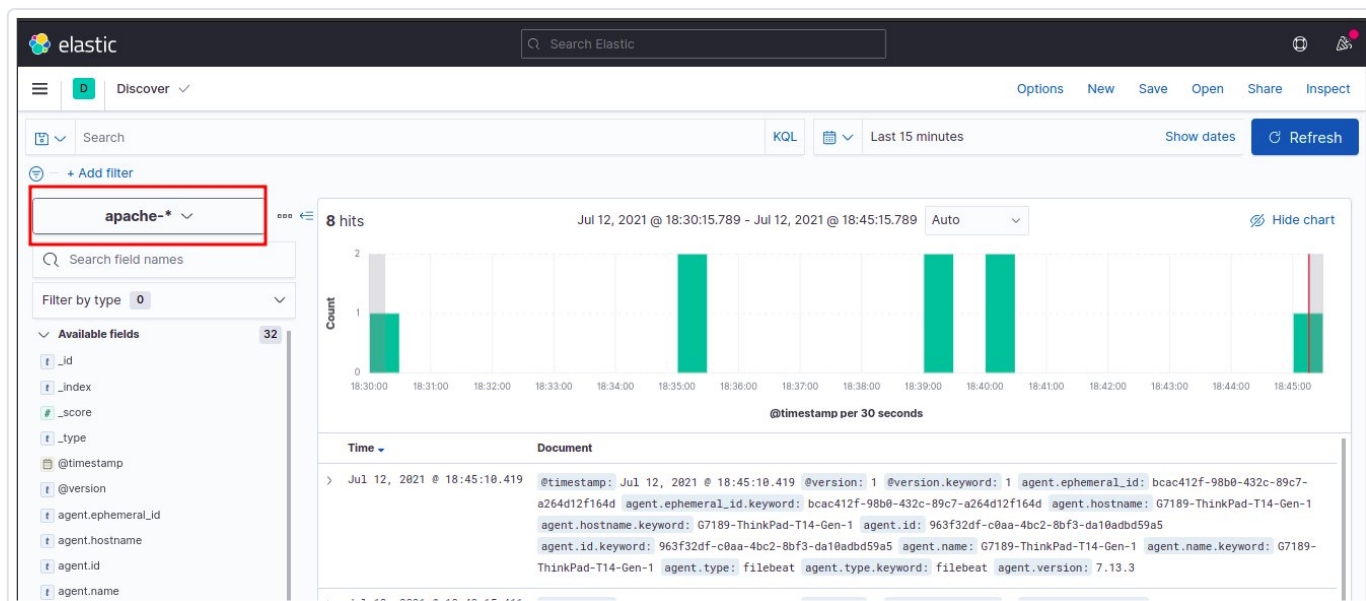 elastic
Search Elastic
D
Discover
Options New Save Open Share Inspect
Search
KQL
Last 15 minutes
Show dates
Refresh
+ Add filter
apache-*
8 hits
Jul 12, 2021 @ 18:30:15.789 - Jul 12, 2021 @ 18:45:15.789
Auto
Hide chart
Search field names
Filter by type 0
Available fields 32
t _id
t _index
# _score
t _type
@timestamp
t @version
t agent.ephemeral_id
t agent.hostname
t agent.id
t agent.name
Count
2
1
0
18:30:00 18:31:00 18:32:00 18:33:00 18:34:00 18:35:00 18:36:00 18:37:00 18:38:00 18:39:00 18:40:00 18:41:00 18:42:00 18:43:00 18:44:00 18:45:00
@timestamp per 30 seconds
Time Document
Jul 12, 2021 @ 18:45:10.419
@timestamp: Jul 12, 2021 @ 18:45:10.419 @version: 1 @version.keyword: 1 agent.ephemeral_id: bcac412f-98b0-432c-89c7-
a264d12f164d agent.ephemeral_id.keyword: bcac412f-98b0-432c-89c7-a264d12f164d agent.hostname: G7189-ThinkPad-T14-Gen-1
agent.hostname.keyword: G7189-ThinkPad-T14-Gen-1 agent.id: 963f32df-c0aa-4bc2-8bf3-da10adbd59a5
agent.id.keyword: 963f32df-c0aa-4bc2-8bf3-da10adbd59a5 agent.name: G7189-ThinkPad-T14-Gen-1 agent.name.keyword: G7189-
ThinkPad-T14-Gen-1 agent.type: filebeat agent.type.keyword: filebeat agent.version: 7.13.3